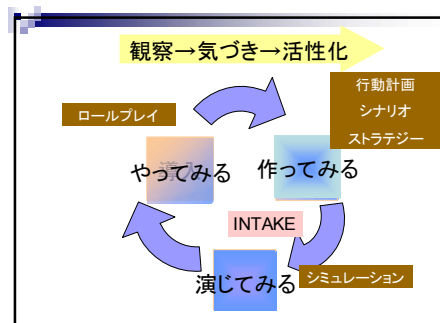 観察→気づき→活性化
行動計画
シナリオ
ストラテジー
ロールプレイ
導入
やってみる
作ってみる
INTAKE
シミュレーション
演じてみる